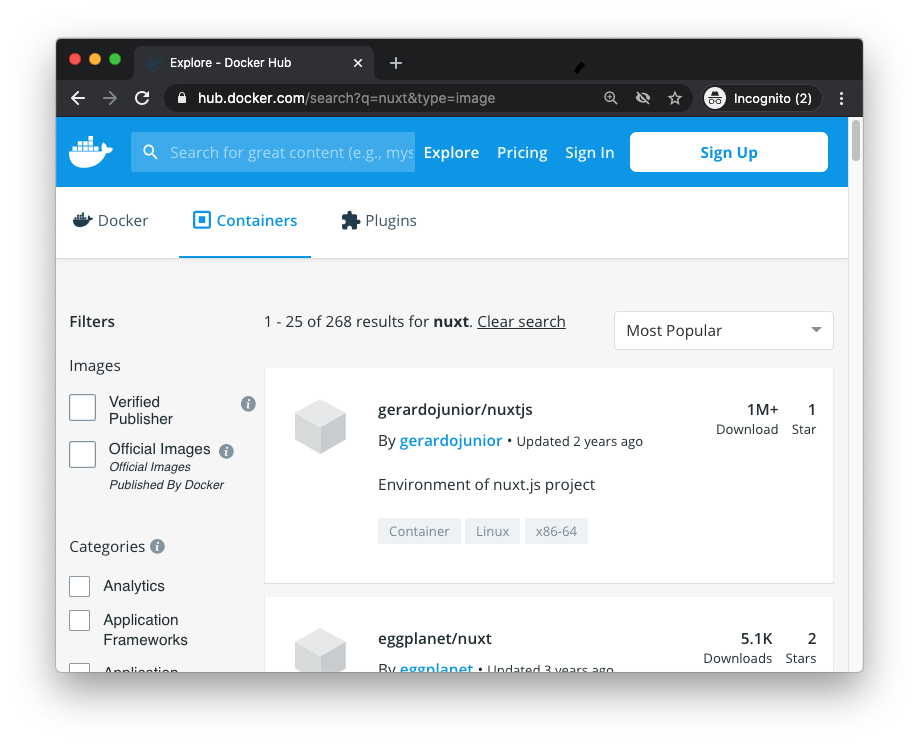 Explore - Docker Hub
hub.docker.com/search?q=nuxt&type=image
Incognito (2)
Search for great content (e.g., mys
Explore
Pricing
Sign In
Sign Up
Docker
Containers
Plugins
Filters
1 - 25 of 268 results for nuxt. Clear search
Most Popular
Images
Verified
Publisher
Official Images
Official Images
Published By Docker
Categories
Analytics
Application
Frameworks
Application
gerardojunior/nuxtjs
1M+
1
Download
Star
By gerardojunior • Updated 2 years ago
Environment of nuxt.js project
Container
Linux
x86-64
eggplanet/nuxt
5.1K
2
Downloads
Stars
By eggplanet • Updated 3 years ago